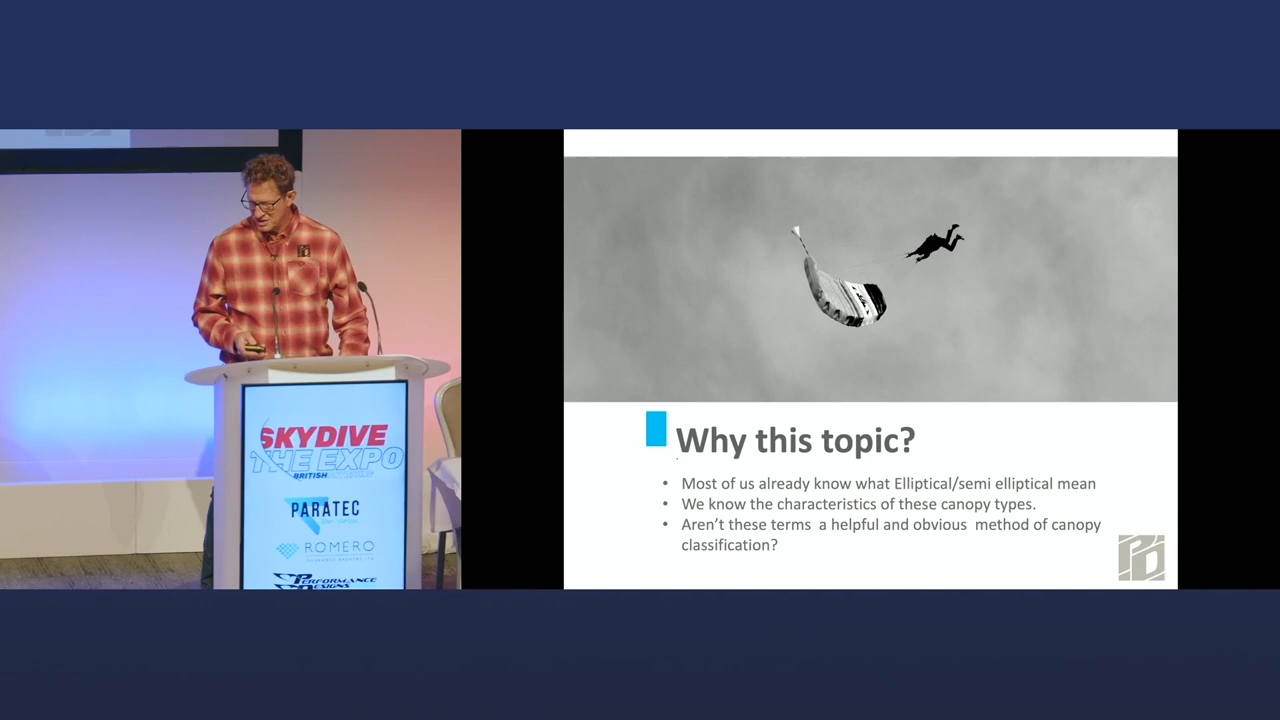 SKYDIVE
THE EXPO
BRITISH
PARATEC
ROMERO
PERFORMANCE
DESIGNS
Why this topic?
• Most of us already know what Elliptical/semi elliptical mean
• We know the characteristics of these canopy types.
• Aren't these terms a helpful and obvious method of canopy
classification?
PD